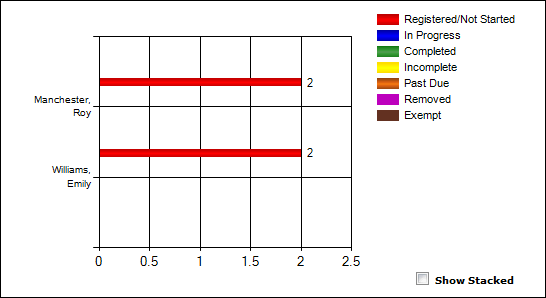 Registered/Not Started
In Progress
Completed
Incomplete
Past Due
Removed
Exempt
2
Manchester,
Roy
2
Williams,
Emily
0 0.5 1 1.5 2 2.5
Show Stacked